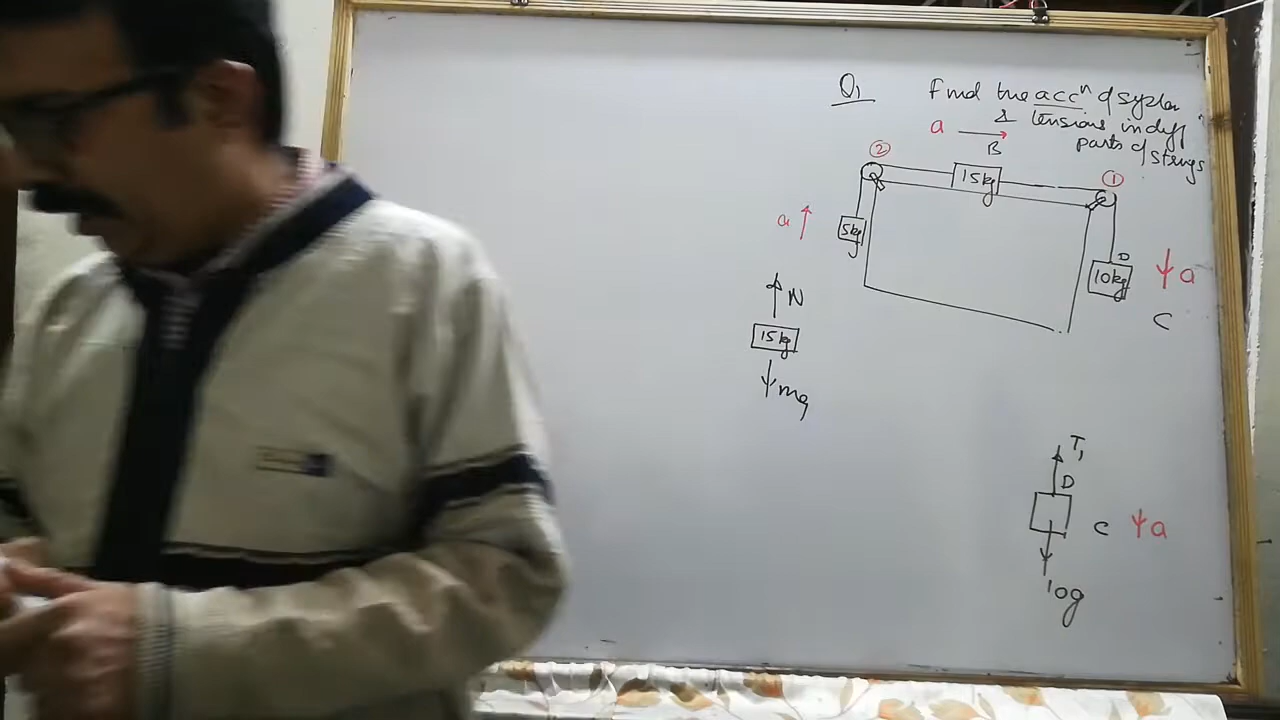 Q1 Find the accⁿ of system
& tensions in diff
parts of strings
a
B
②
15kg
①
a
5kg
D
10kg
a
C
N
15kg
mg
T₁
D
C
a
10g